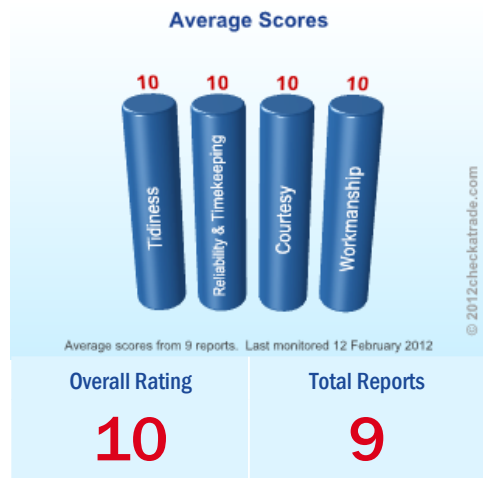 Average Scores
10 10 10 10
Tidiness
Reliability & Timekeeping
Courtesy
Workmanship
© 2012checkatrade.com
Average scores from 9 reports. Last monitored 12 February 2012
Overall Rating
10
Total Reports
9